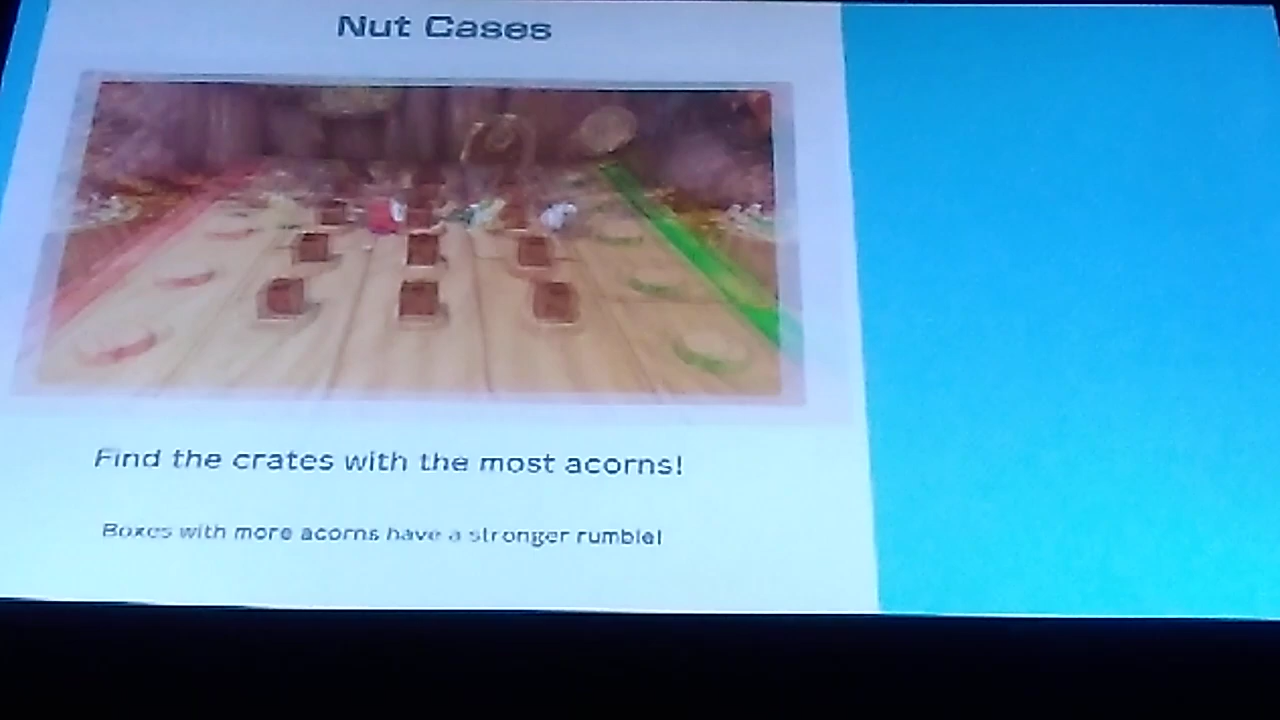 Nut Cases
Find the crates with the most acorns!
Boxes with more acorns have a stronger rumble!